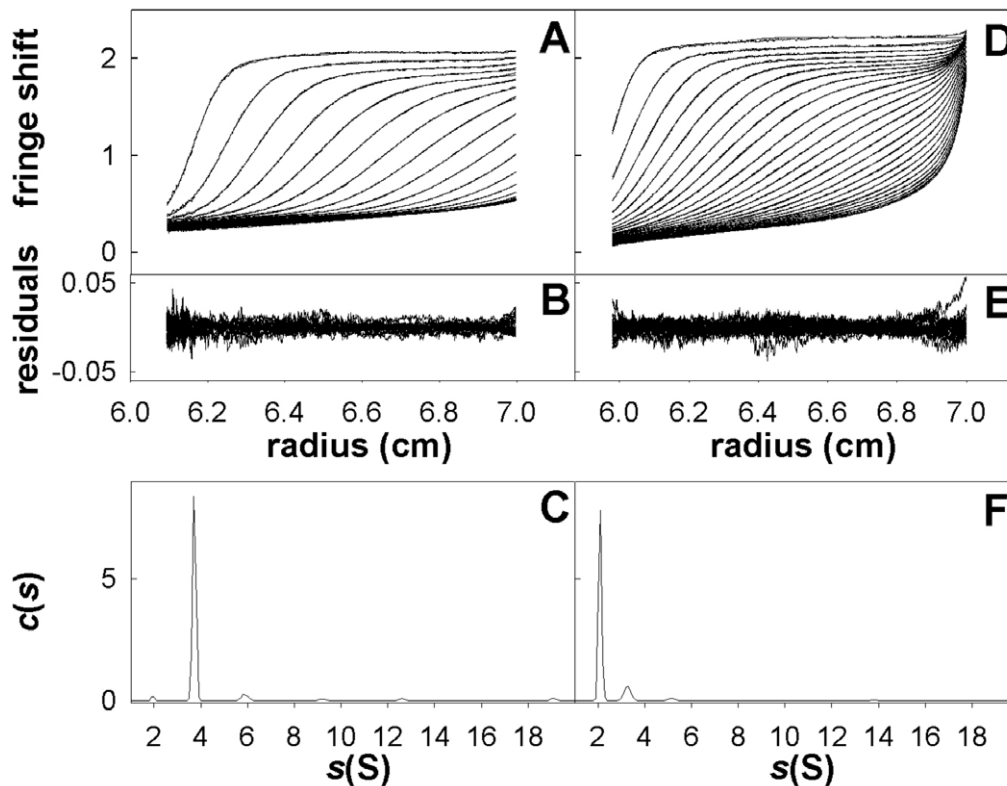 fringe shift
2
1
0
A
D
residuals
0.05
-0.05
B
E
6.0 6.2 6.4 6.6 6.8 7.0
6.0 6.2 6.4 6.6 6.8 7.0
radius (cm)
radius (cm)
c(s)
5
0
C
F
2 4 6 8 10 12 14 16 18
2 4 6 8 10 12 14 16 18
s(S)
s(S)